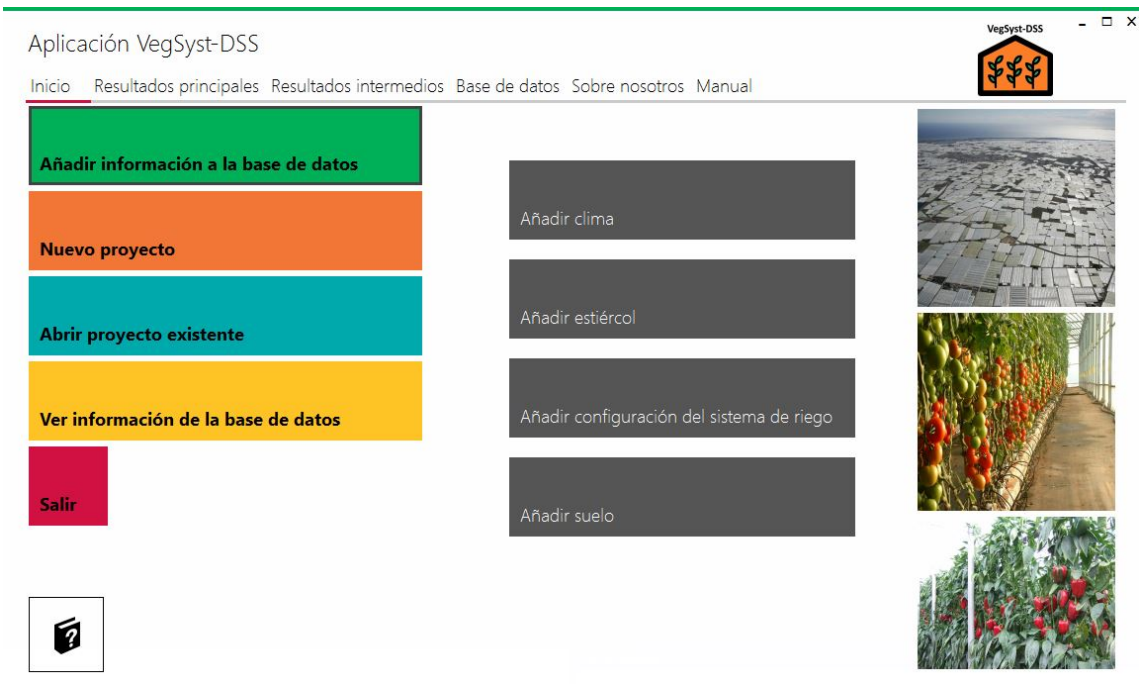 VegSyst-DSS
Aplicación VegSyst-DSS
Inicio Resultados principales Resultados intermedios Base de datos Sobre nosotros Manual
Añadir información a la base de datos
Nuevo proyecto
Abrir proyecto existente
Ver información de la base de datos
Salir
Añadir clima
Añadir estiércol
Añadir configuración del sistema de riego
Añadir suelo
?